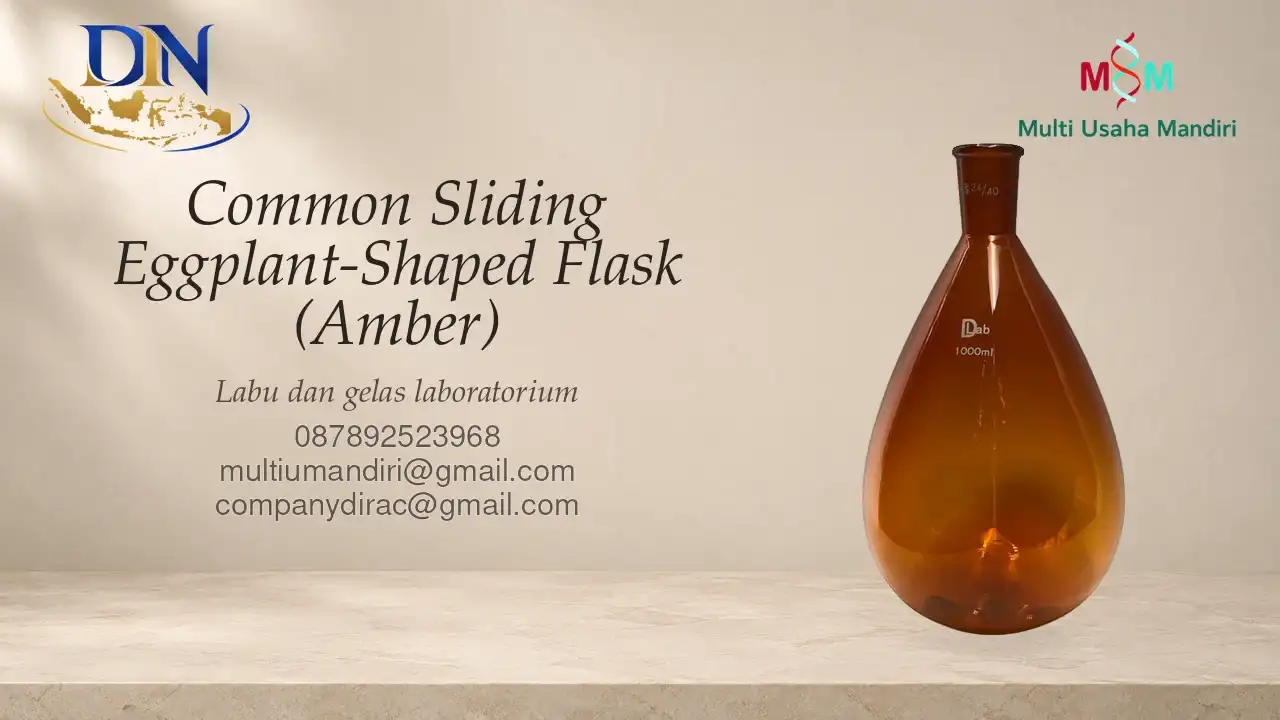 DN
MSM
Multi Usaha Mandiri
Common Sliding
Eggplant-Shaped Flask
(Amber)
Labu dan gelas laboratorium
087892523968
multiumandiri@gmail.com
companydirac@gmail.com
24/40
DLab
1000ml